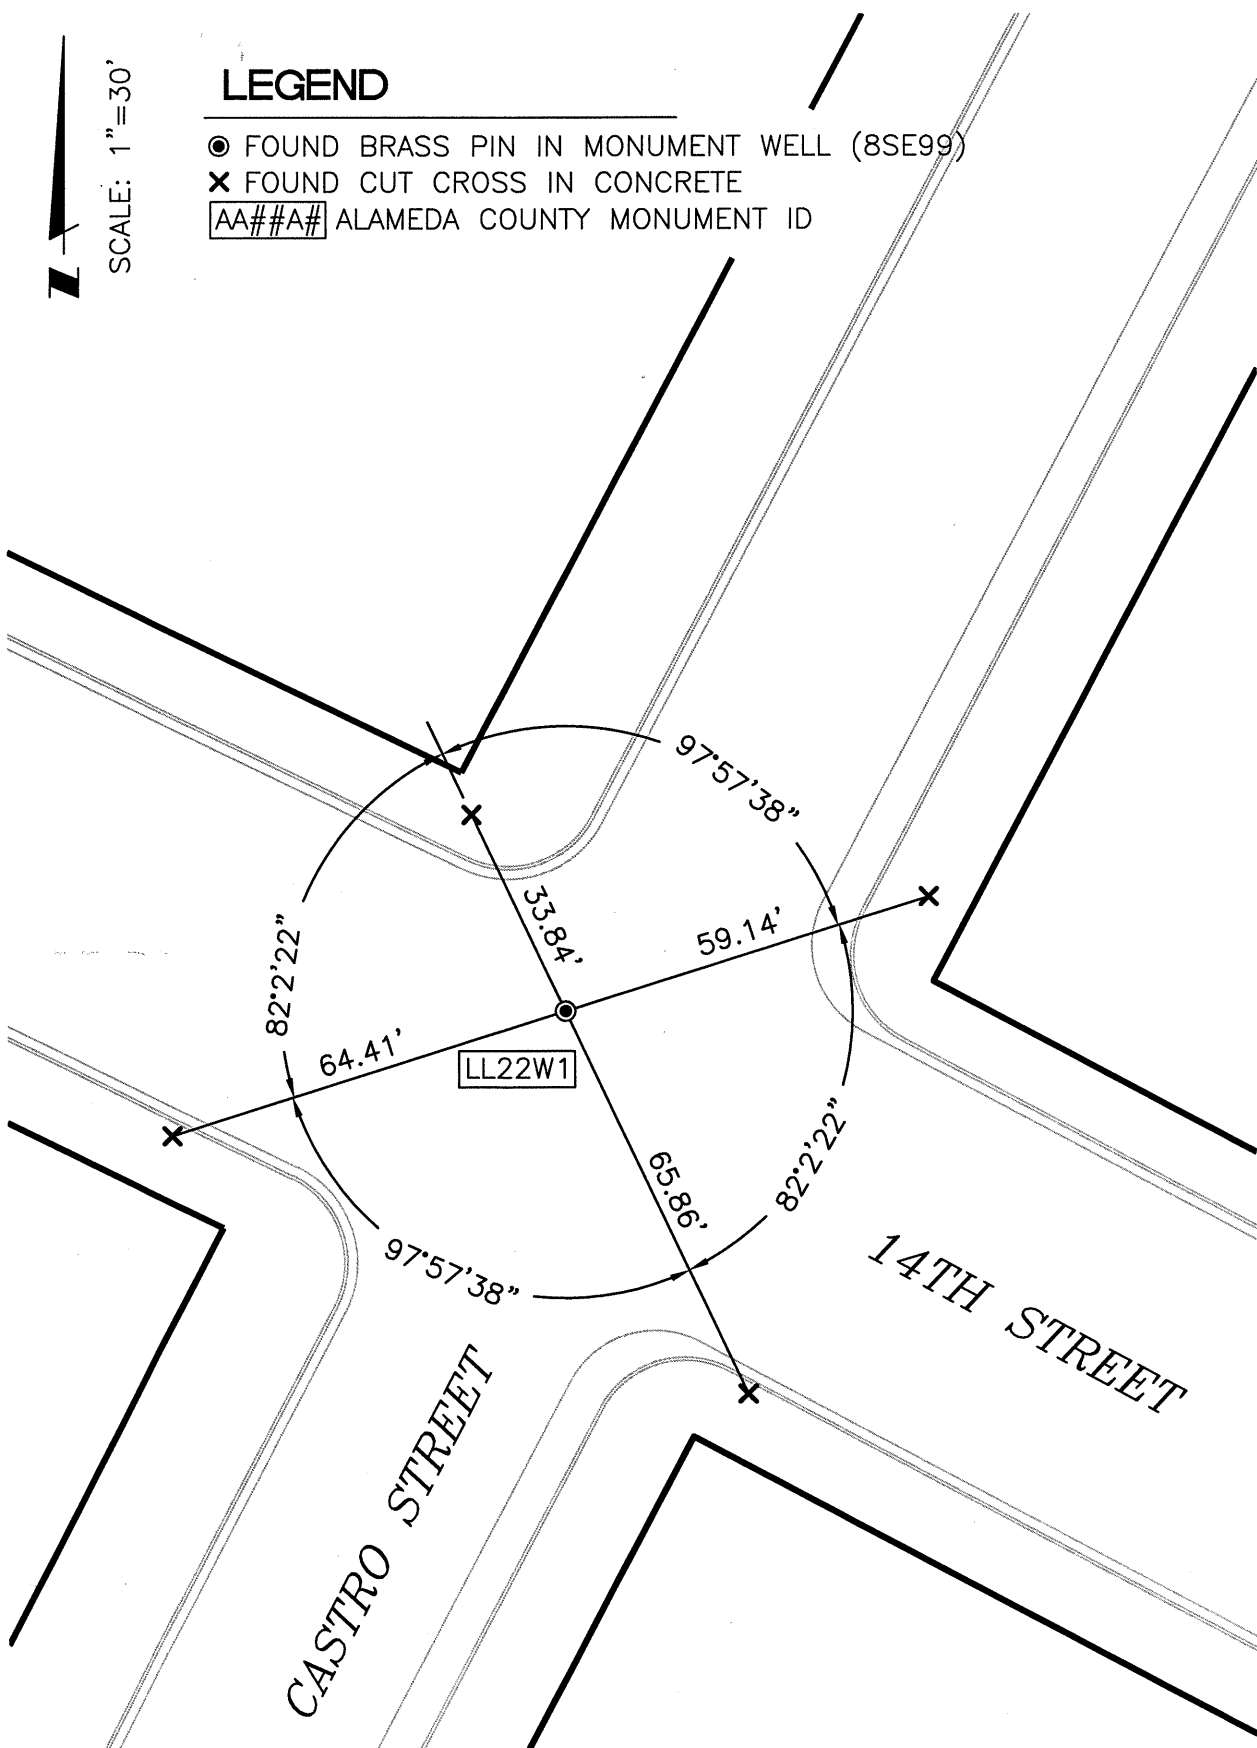 SCALE: 1"=30'
LEGEND
FOUND BRASS PIN IN MONUMENT WELL (8SE99)
FOUND CUT CROSS IN CONCRETE
AA##A# ALAMEDA COUNTY MONUMENT ID
97°57'38"
33.84'
59.14'
82°2'22"
64.41'
LL22W1
65.86'
82°2'22"
97°57'38"
14TH STREET
CASTRO STREET